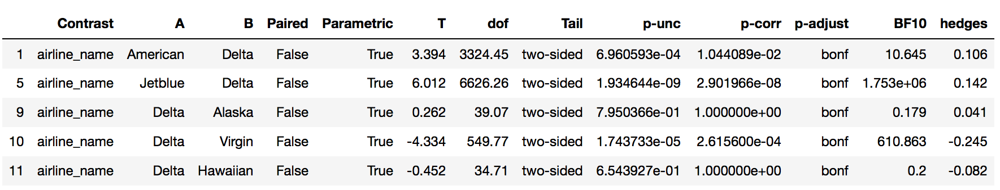 Contrast A B Paired Parametric T dof Tail p-unc p-corr p-adjust BF10 hedges
1 airline_name American Delta False True 3.394 3324.45 two-sided 6.960593e-04 1.044089e-02 bonf 10.645 0.106
5 airline_name Jetblue Delta False True 6.012 6626.26 two-sided 1.934644e-09 2.901966e-08 bonf 1.753e+06 0.142
9 airline_name Delta Alaska False True 0.262 39.07 two-sided 7.950366e-01 1.000000e+00 bonf 0.179 0.041
10 airline_name Delta Virgin False True -4.334 549.77 two-sided 1.743733e-05 2.615600e-04 bonf 610.863 -0.245
11 airline_name Delta Hawaiian False True -0.452 34.71 two-sided 6.543927e-01 1.000000e+00 bonf 0.2 -0.082